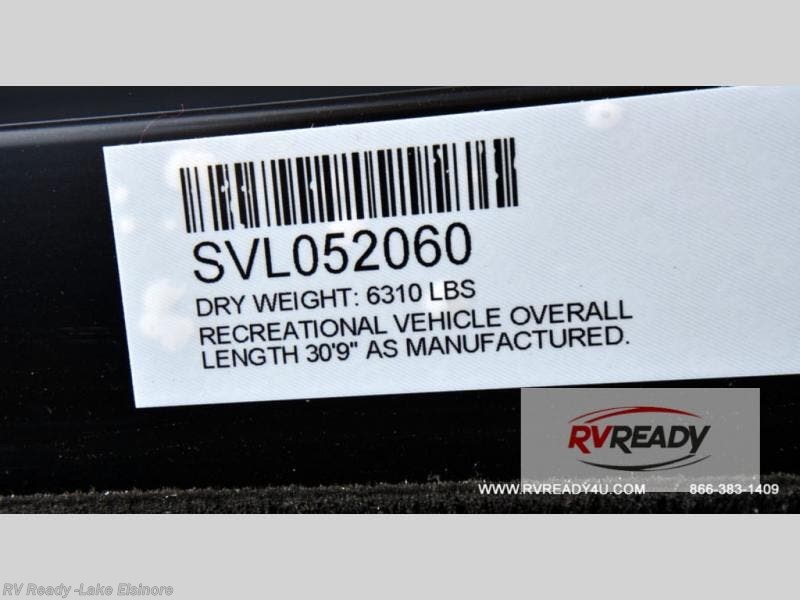 SVL052060
DRY WEIGHT: 6310 LBS
RECREATIONAL VEHICLE OVERALL
LENGTH 30'9" AS MANUFACTURED.
RVREADY
WWW.RVREADY4U.COM 866-383-1409
RV Ready -Lake Elsinore